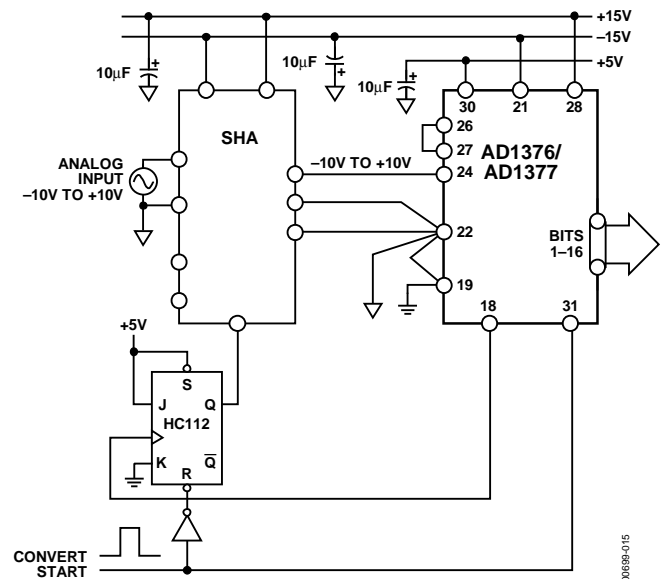 +15V
–15V
+5V
10µF
+
10µF
+
10µF
+
30
21
28
SHA
26
27
24
AD1376/
AD1377
ANALOG
INPUT
–10V TO +10V
–10V TO +10V
22
BITS
1–16
19
18
31
+5V
S
J
Q
HC112
K
Q
R
CONVERT
START
00699-015